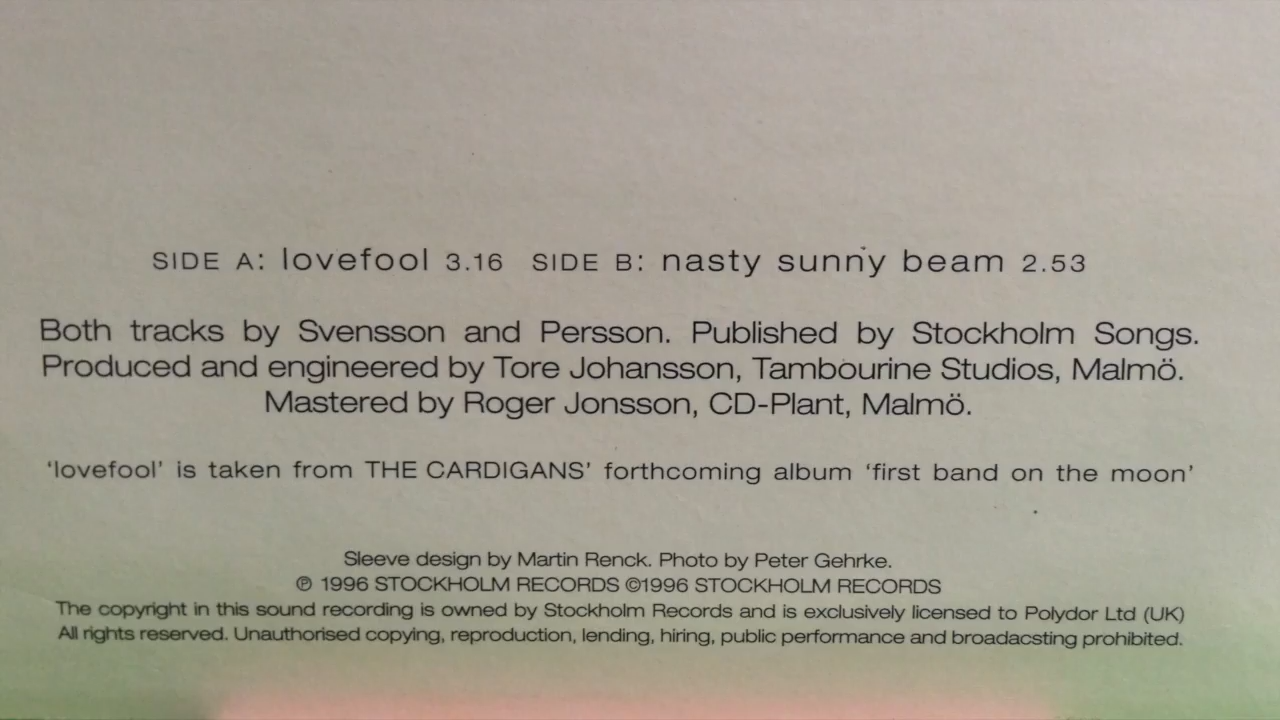 SIDE A: lovefool 3.16 SIDE B: nasty sunny beam 2.53
Both tracks by Svensson and Persson. Published by Stockholm Songs.
Produced and engineered by Tore Johansson, Tambourine Studios, Malmö.
Mastered by Roger Jonsson, CD-Plant, Malmö.
‘lovefool’ is taken from THE CARDIGANS’ forthcoming album ‘first band on the moon’
Sleeve design by Martin Renck. Photo by Peter Gehrke.
℗ 1996 STOCKHOLM RECORDS ©1996 STOCKHOLM RECORDS
The copyright in this sound recording is owned by Stockholm Records and is exclusively licensed to Polydor Ltd (UK)
All rights reserved. Unauthorised copying, reproduction, lending, hiring, public performance and broadacsting prohibited.